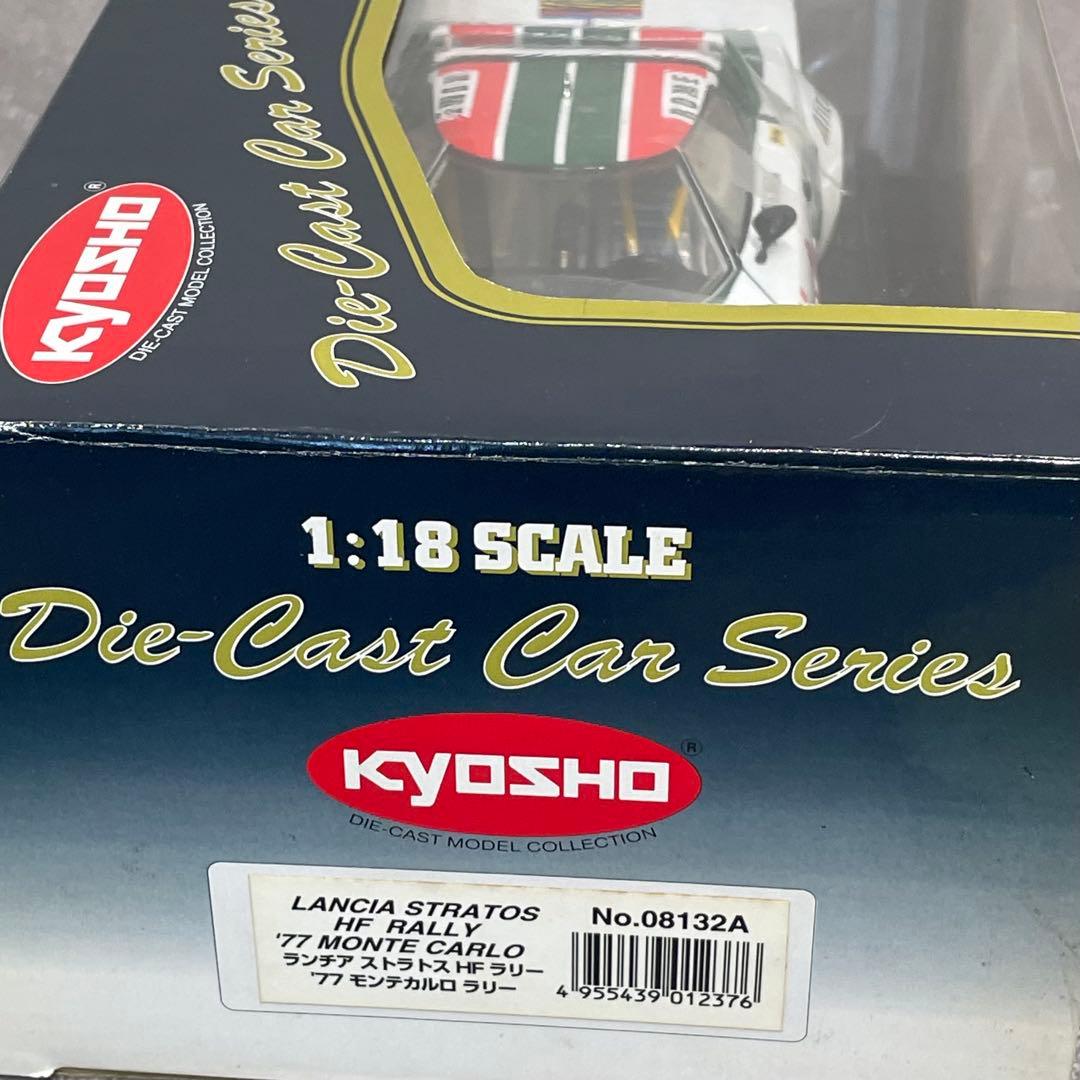 Die-Cast Car Series
KYOSHO
®
DIE-CAST MODEL COLLECTION
1:18 SCALE
Die-Cast Car Series
KYOSHO
®
DIE-CAST MODEL COLLECTION
LANCIA STRATOS
HF RALLY
'77 MONTE CARLO
ランチア ストラトス HF ラリー
'77 モンテカルロ ラリー
No.08132A
4 955439 012376